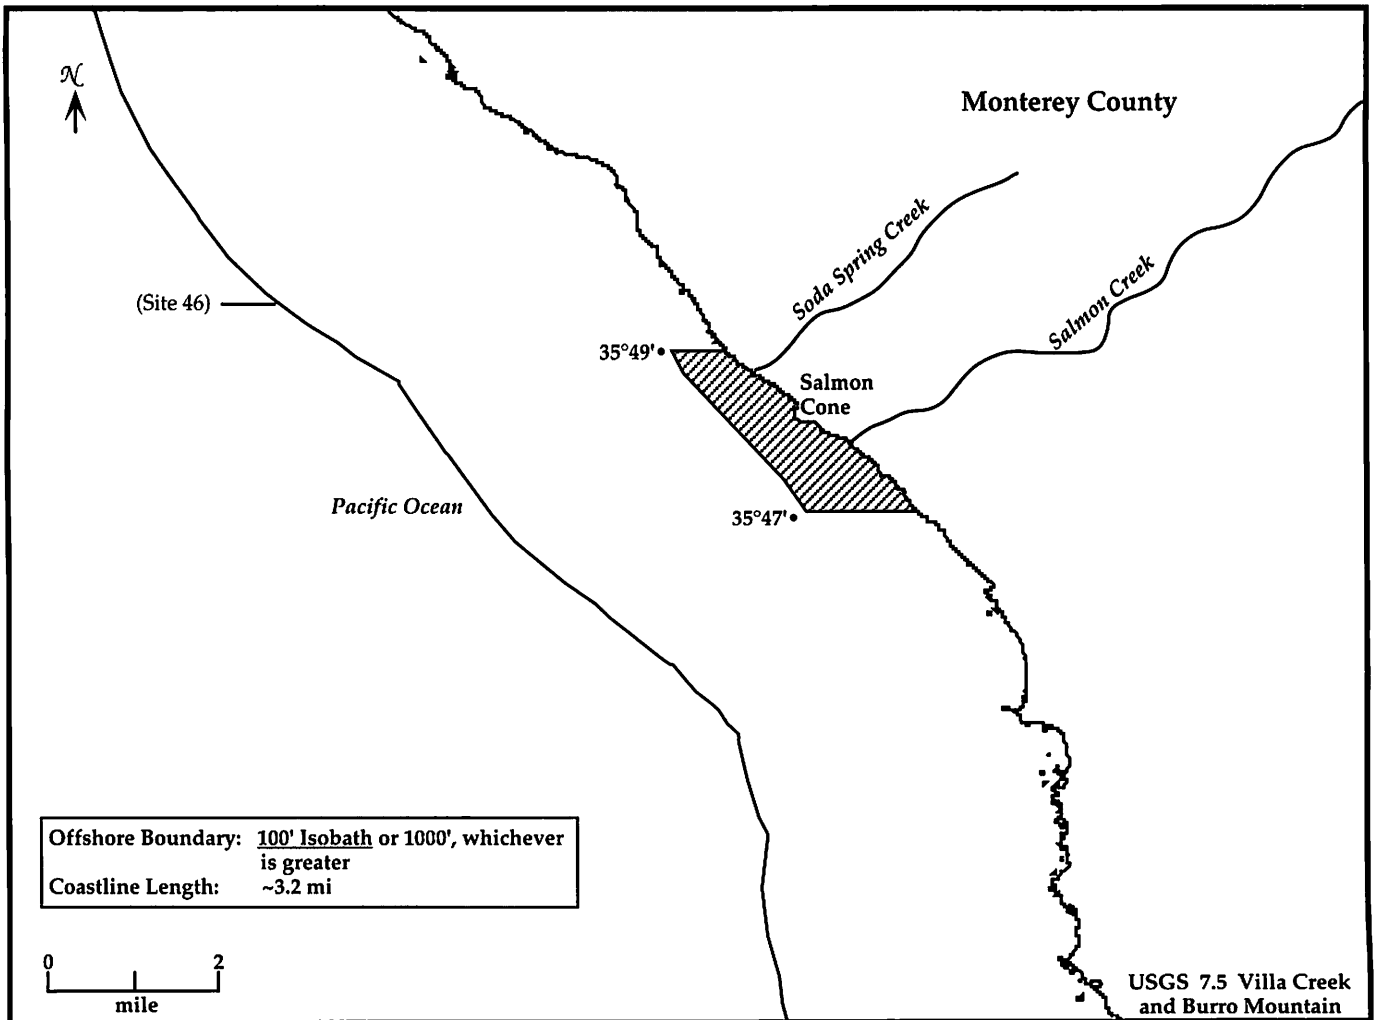 N
Monterey County
Soda Spring Creek
Salmon Creek
(Site 46)
35°49'
Salmon
Cone
Pacific Ocean
35°47'
Offshore Boundary: 100' Isobath or 1000', whichever
is greater
Coastline Length: ~3.2 mi
0 2
mile
USGS 7.5 Villa Creek
and Burro Mountain